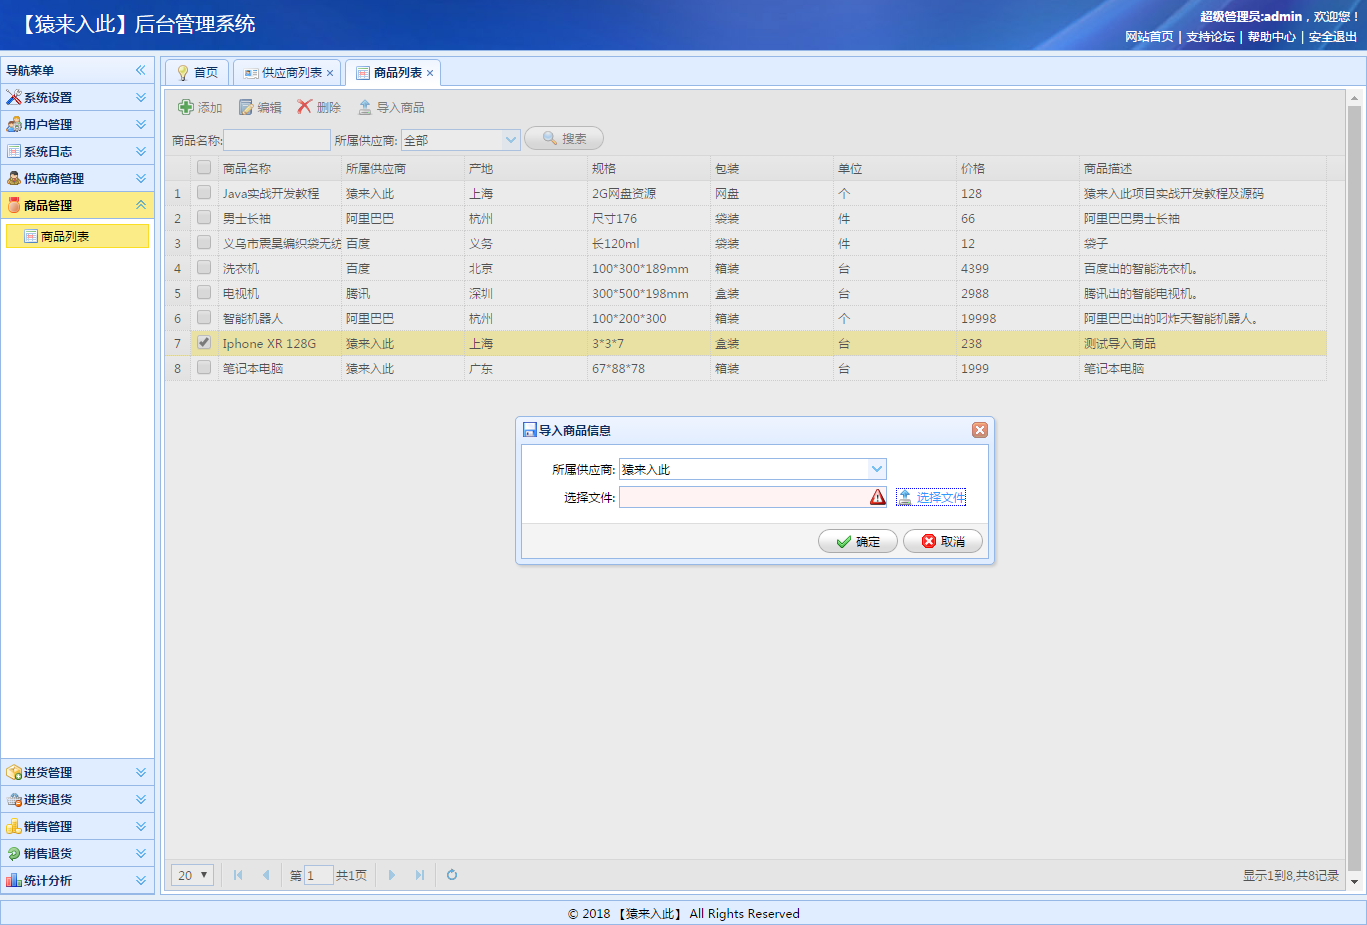 【猿来入此】后台管理系统
超级管理员:admin，欢迎您！
网站首页 | 支持论坛 | 帮助中心 | 安全退出
导航菜单
系统设置
用户管理
系统日志
供应商管理
商品管理
商品列表
进货管理
进货退货
销售管理
销售退货
统计分析
首页 供应商列表 商品列表
添加 编辑 删除 导入商品
商品名称: 所属供应商: 全部 搜索
商品名称 所属供应商 产地 规格 包装 单位 价格 商品描述
1 Java实战开发教程 猿来入此 上海 2G网盘资源 网盘 个 128 猿来入此项目实战开发教程及源码
2 男士长袖 阿里巴巴 杭州 尺寸176 袋装 件 66 阿里巴巴男士长袖
3 义乌市震昊编织袋无纺 百度 义务 长120ml 袋装 件 12 袋子
4 洗衣机 百度 北京 100*300*189mm 箱装 台 4399 百度出的智能洗衣机。
5 电视机 腾讯 深圳 300*500*198mm 盒装 台 2988 腾讯出的智能电视机。
6 智能机器人 阿里巴巴 杭州 100*200*300 箱装 个 19998 阿里巴巴出的叼炸天智能机器人。
7 Iphone XR 128G 猿来入此 上海 3*3*7 盒装 台 238 测试导入商品
8 笔记本电脑 猿来入此 广东 67*88*78 箱装 台 1999 笔记本电脑
导入商品信息
所属供应商: 猿来入此
选择文件: 选择文件
确定 取消
20 第 1 共1页 显示1到8,共8记录
© 2018 【猿来入此】 All Rights Reserved